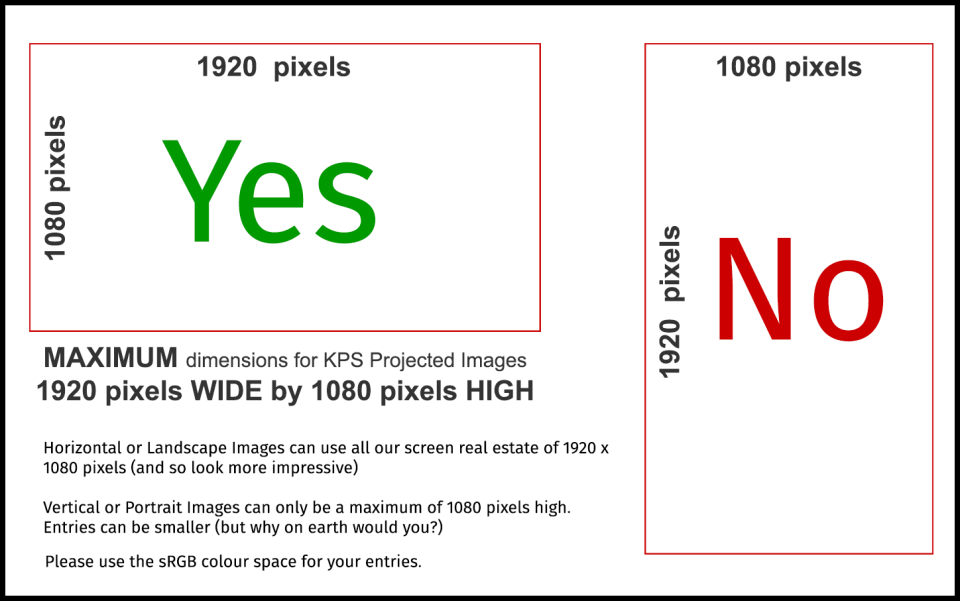 1920 pixels
1080 pixels
Yes
MAXIMUM dimensions for KPS Projected Images
1920 pixels WIDE by 1080 pixels HIGH
Horizontal or Landscape Images can use all our screen real estate of 1920 x
1080 pixels (and so look more impressive)
Vertical or Portrait Images can only be a maximum of 1080 pixels high.
Entries can be smaller (but why on earth would you?)
Please use the sRGB colour space for your entries.
1080 pixels
1920 pixels
No